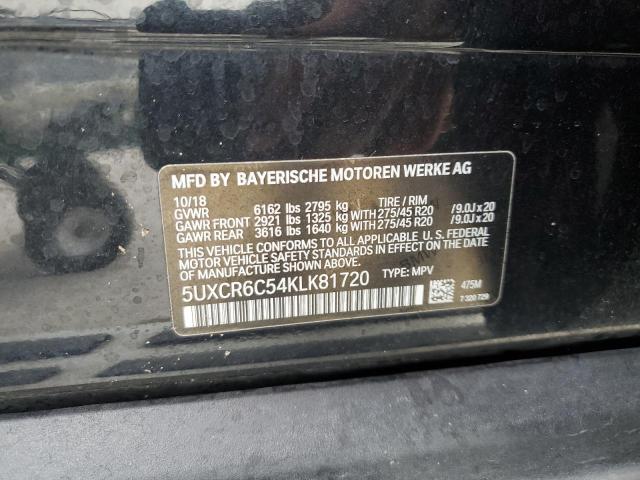 MFD BY BAYERISCHE MOTOREN WERKE AG
10/18 TIRE / RIM
GVWR 6162 lbs 2795 kg
GAWR FRONT 2921 lbs 1325 kg WITH 275/45 R20 /9.0J x 20
GAWR REAR 3616 lbs 1640 kg WITH 275/45 R20 /9.0J x 20
THIS VEHICLE CONFORMS TO ALL APPLICABLE U.S. FEDERAL
MOTOR VEHICLE SAFETY STANDARDS IN EFFECT ON THE
DATE OF MANUFACTURE SHOWN ABOVE.
5UXCR6C54KLK81720 TYPE: MPV
475M
7 320 729